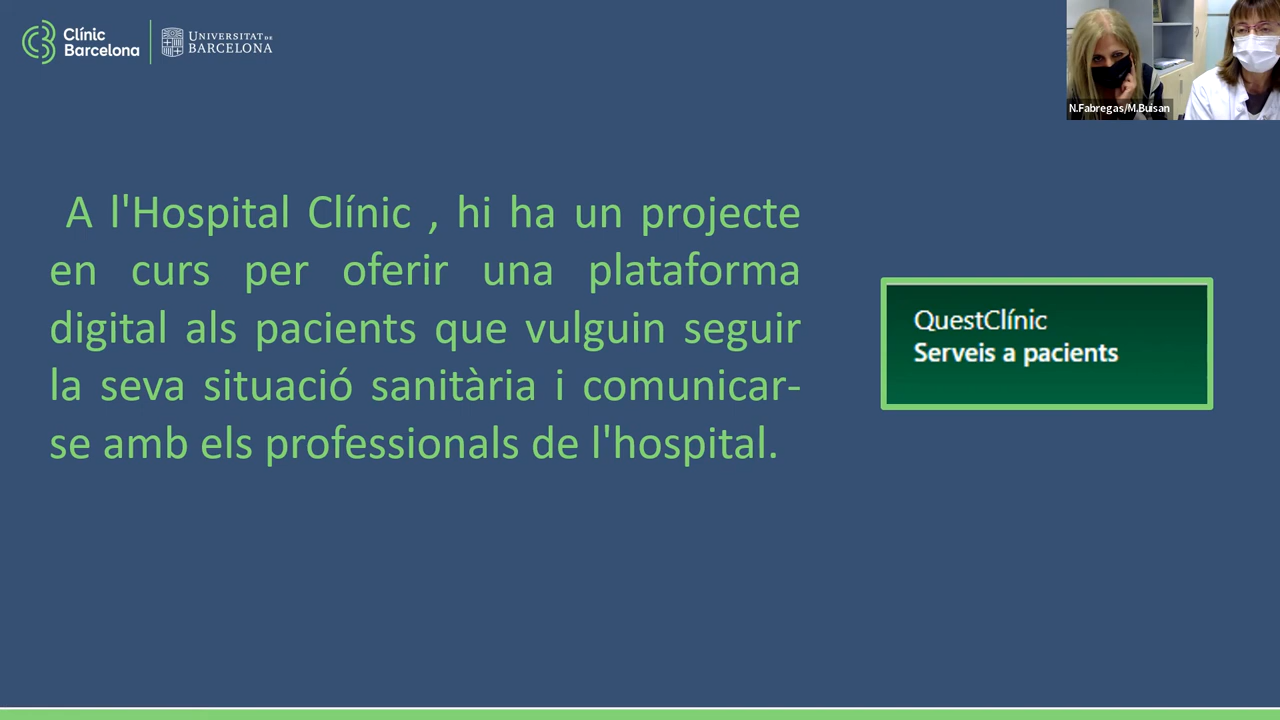 Clínic
Barcelona
UNIVERSITAT DE
BARCELONA
N.Fabregas/M.Buisan
A l'Hospital Clínic , hi ha un projecte
en curs per oferir una plataforma
digital als pacients que vulguin seguir
la seva situació sanitària i comunicar-
se amb els professionals de l'hospital.
QuestClínic
Serveis a pacients